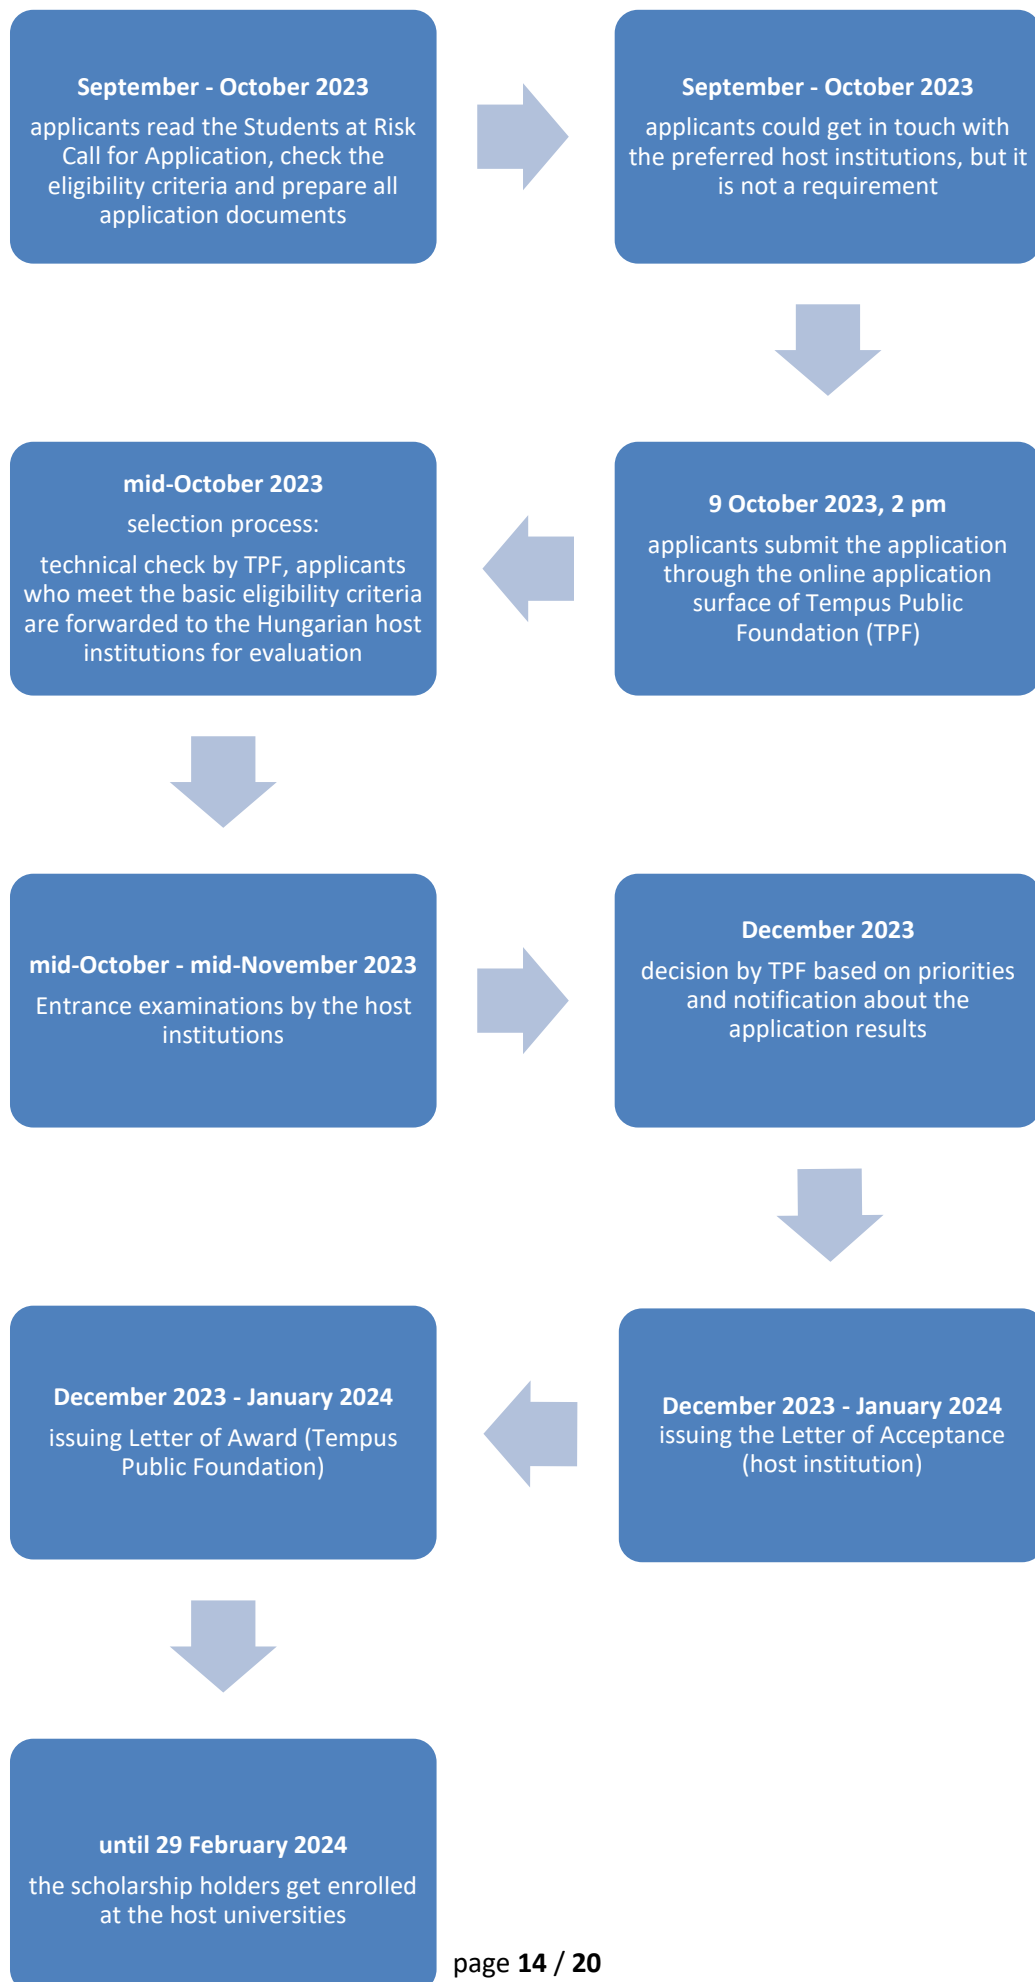 September - October 2023
applicants read the Students at Risk
Call for Application, check the
eligibility criteria and prepare all
application documents
September - October 2023
applicants could get in touch with
the preferred host institutions, but it
is not a requirement
9 October 2023, 2 pm
applicants submit the application
through the online application
surface of Tempus Public
Foundation (TPF)
mid-October 2023
selection process:
technical check by TPF, applicants
who meet the basic eligibility criteria
are forwarded to the Hungarian host
institutions for evaluation
mid-October - mid-November 2023
Entrance examinations by the host
institutions
December 2023
decision by TPF based on priorities
and notification about the
application results
December 2023 - January 2024
issuing the Letter of Acceptance
(host institution)
December 2023 - January 2024
issuing Letter of Award (Tempus
Public Foundation)
until 29 February 2024
the scholarship holders get enrolled
at the host universities
page 14 / 20